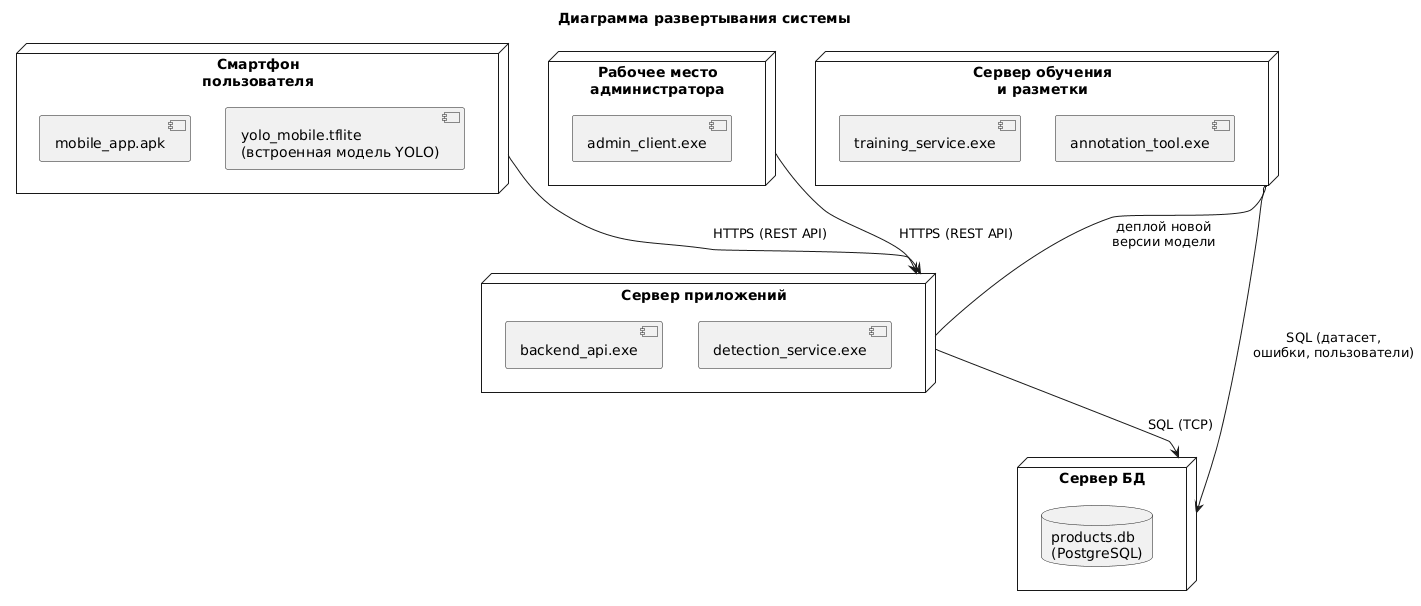 Диаграмма развертывания системы
Смартфон
пользователя
mobile_app.apk
yolo_mobile.tflite
(встроенная модель YOLO)
Рабочее место
администратора
admin_client.exe
Сервер обучения
и разметки
training_service.exe
annotation_tool.exe
HTTPS (REST API)
HTTPS (REST API)
деплой новой
версии модели
Сервер приложений
backend_api.exe
detection_service.exe
SQL (датасет,
ошибки, пользователи)
SQL (TCP)
Сервер БД
products.db
(PostgreSQL)